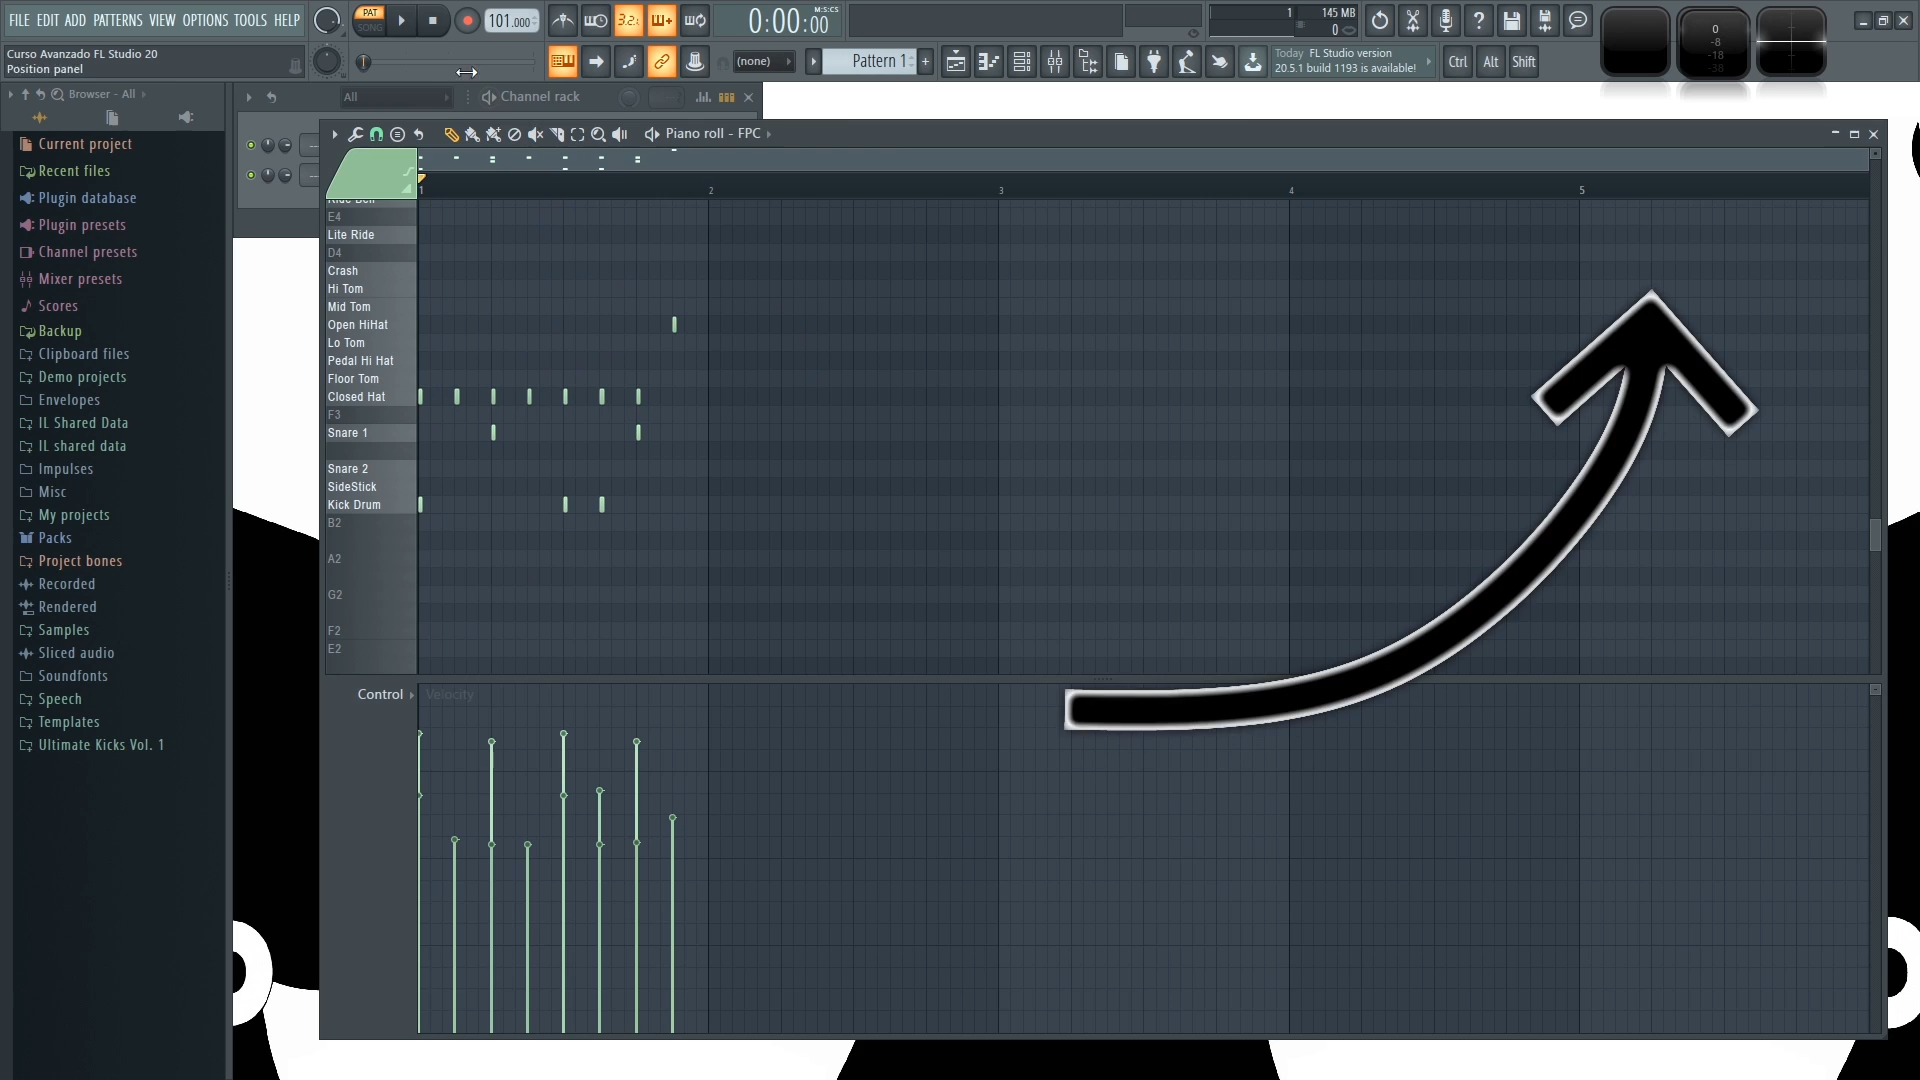 FILE EDIT ADD PATTERNS VIEW OPTIONS TOOLS HELP
PAT
SONG
101.000
0:00:00
M:S:CS
1
145 MB
0
0
-8
-18
-38
Curso Avanzado FL Studio 20
Position panel
(none)
Pattern 1
Today FL Studio version
20.5.1 build 1193 is available!
Ctrl
Alt
Shift
Browser - All
All
Channel rack
Current project
Recent files
Plugin database
Plugin presets
Channel presets
Mixer presets
Scores
Backup
Clipboard files
Demo projects
Envelopes
IL Shared Data
IL shared data
Impulses
Misc
My projects
Packs
Project bones
Recorded
Rendered
Samples
Sliced audio
Soundfonts
Speech
Templates
Ultimate Kicks Vol. 1
Piano roll - FPC
1
2
3
4
5
E4
Lite Ride
D4
Crash
Hi Tom
Mid Tom
Open HiHat
Lo Tom
Pedal Hi Hat
Floor Tom
Closed Hat
F3
Snare 1
Snare 2
SideStick
Kick Drum
B2
A2
G2
F2
E2
Control
Velocity